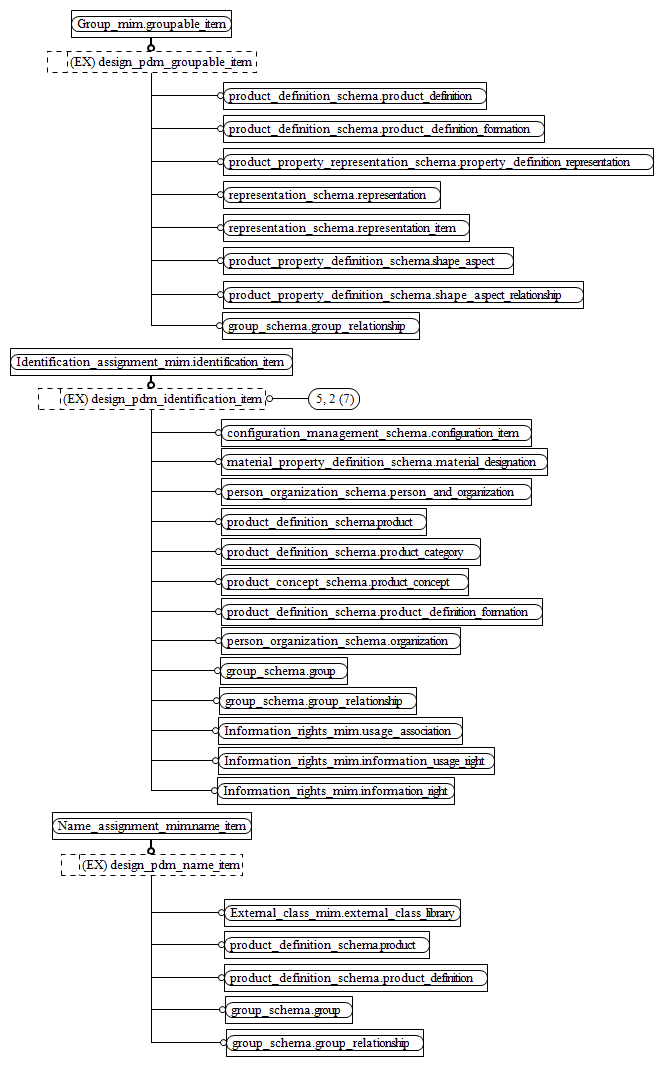 Group_mim.groupable_item
(EX) design_pdm_groupable_item
product_definition_schema.product_definition
product_definition_schema.product_definition_formation
product_property_representation_schema.property_definition_representation
representation_schema.representation
representation_schema.representation_item
product_property_definition_schema.shape_aspect
product_property_definition_schema.shape_aspect_relationship
group_schema.group_relationship
Identification_assignment_mim.identification_item
(EX) design_pdm_identification_item
5, 2 (7)
configuration_management_schema.configuration_item
material_property_definition_schema.material_designation
person_organization_schema.person_and_organization
product_definition_schema.product
product_definition_schema.product_category
product_concept_schema.product_concept
product_definition_schema.product_definition_formation
person_organization_schema.organization
group_schema.group
group_schema.group_relationship
Information_rights_mim.usage_association
Information_rights_mim.information_usage_right
Information_rights_mim.information_right
Name_assignment_mim.name_item
(EX) design_pdm_name_item
External_class_mim.external_class_library
product_definition_schema.product
product_definition_schema.product_definition
group_schema.group
group_schema.group_relationship